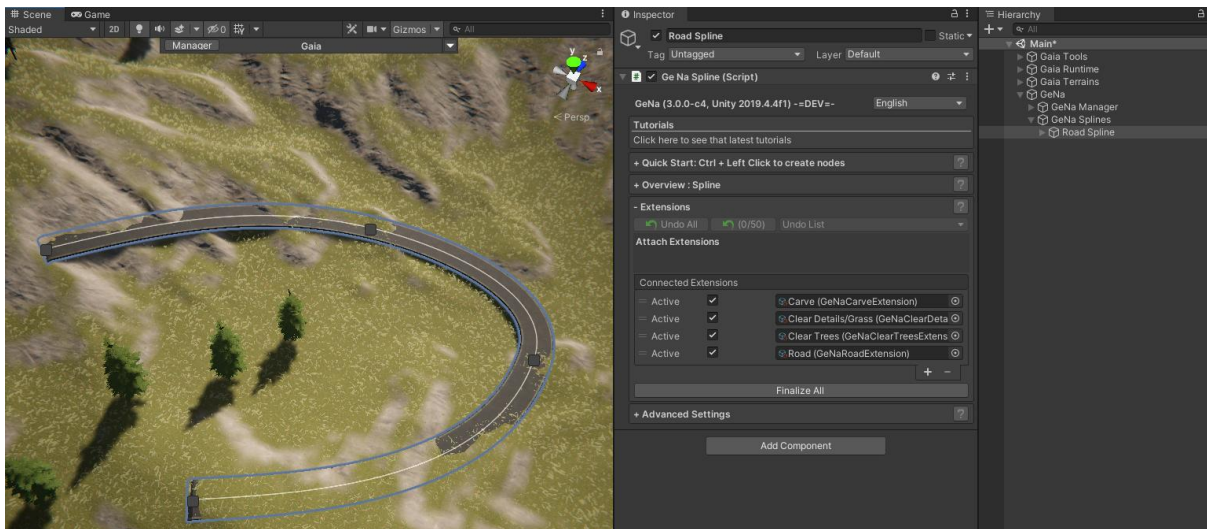 Scene
Game
Shaded
2D
0
Gizmos
All
Manager
Gaia
y
z
x
Persp
Inspector
Road Spline
Static
Tag Untagged
Layer Default
Ge Na Spline (Script)
GeNa (3.0.0-c4, Unity 2019.4.4f1) -=DEV=-
English
Tutorials
Click here to see that latest tutorials
+ Quick Start: Ctrl + Left Click to create nodes
?
+ Overview : Spline
?
- Extensions
?
Undo All
(0/50)
Undo List
Attach Extensions
Connected Extensions
= Active
Carve (GeNaCarveExtension)
= Active
Clear Details/Grass (GeNaClearDeta
= Active
Clear Trees (GeNaClearTreesExtens
= Active
Road (GeNaRoadExtension)
+ -
Finalize All
+ Advanced Settings
?
Add Component
Hierarchy
All
Main*
Gaia Tools
Gaia Runtime
Gaia Terrains
GeNa
GeNa Manager
GeNa Splines
Road Spline